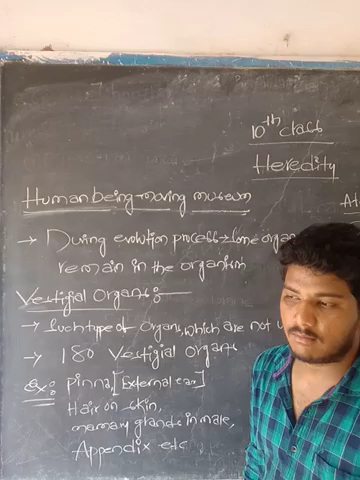 10th class
Heredity
Human being-moving museum
→ During evolution process→some organ
remain in the organism
Vestigial Organs:-
→ Such type of organs, which are not u
→ 180 Vestigial organs
Ex:- pinna, [External ear]
Hair on skin,
mamary glands in male,
Appendix etc